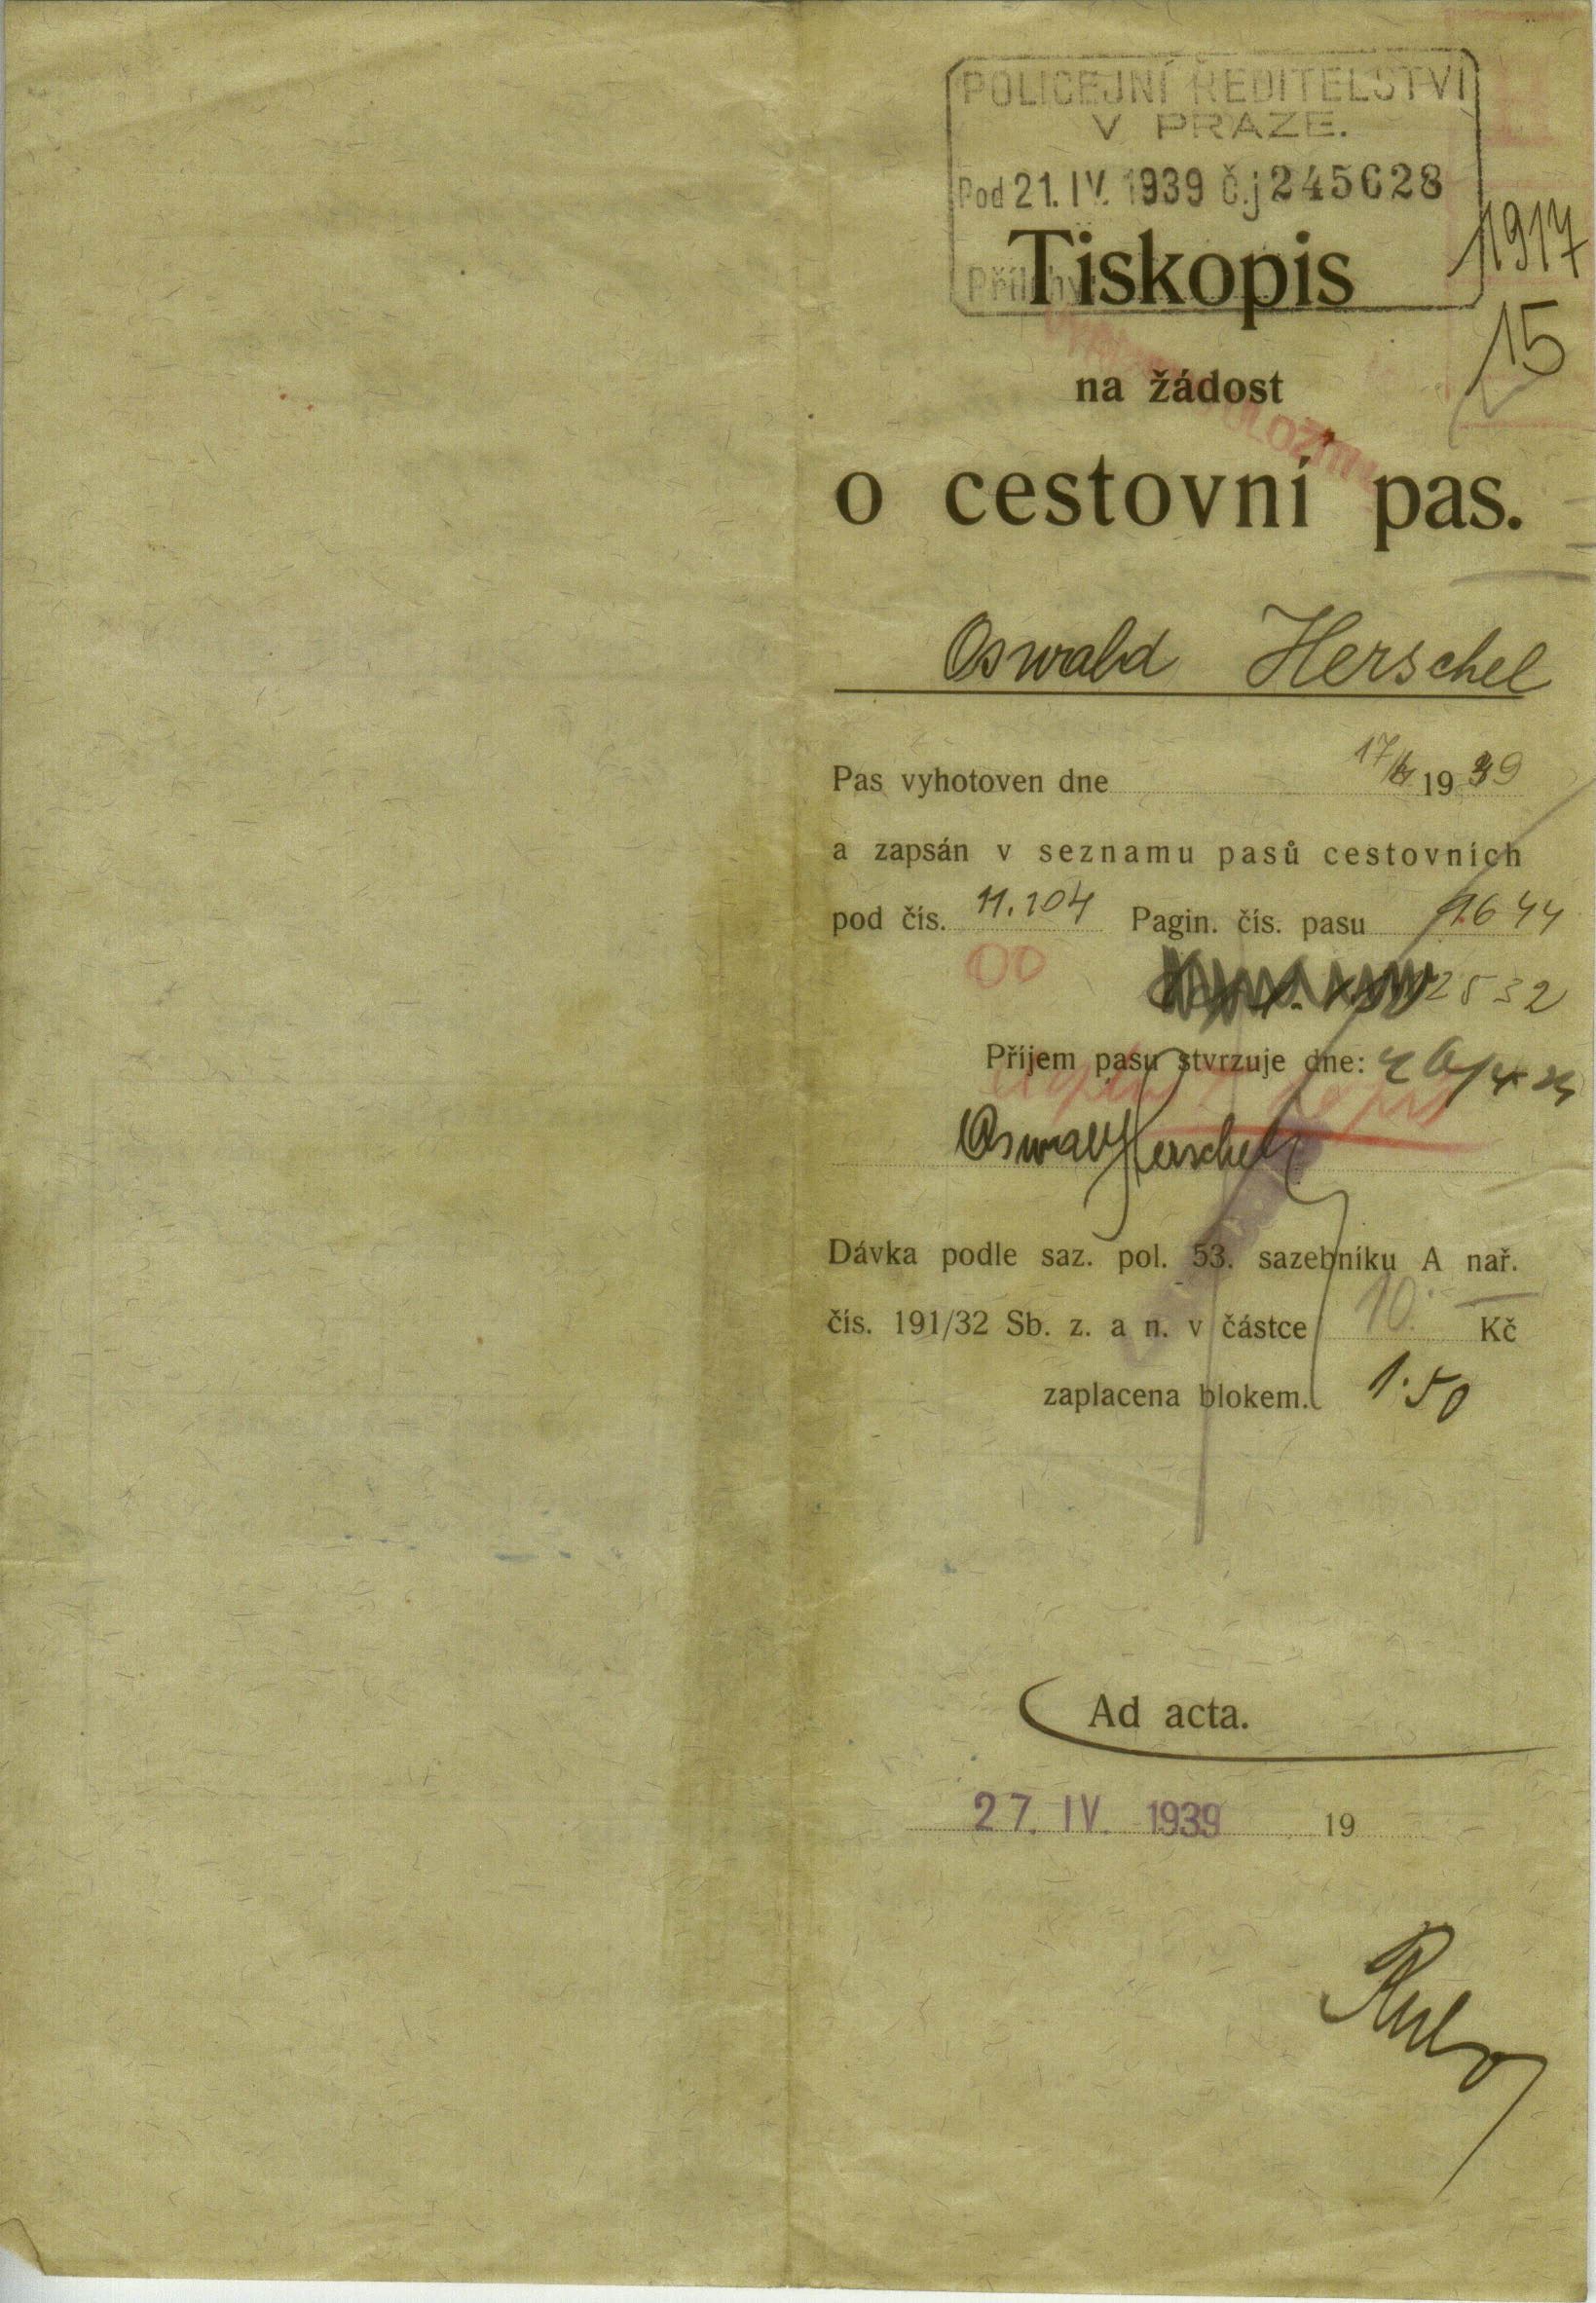 POLICEJNÍ ŘEDITELSTVÍ
V PRAZE.
Pod 21. IV. 1939 č.j 245628
Přílohy
1917
15
Tiskopis
na žádost
o cestovní pas.
Oswald Herschel
Pas vyhotoven dne 17/4 1939
a zapsán v seznamu pasů cestovních
pod čís. 11.104 Pagin. čís. pasu 1644
00
2532
Příjem pasu stvrzuje dne:
Oswald Herschel
Dávka podle saz. pol. 53. sazebníku A nař.
čís. 191/32 Sb. z. a n. v částce 10.- Kč
zaplacena blokem. 1.50
Ad acta.
27. IV. 1939 19